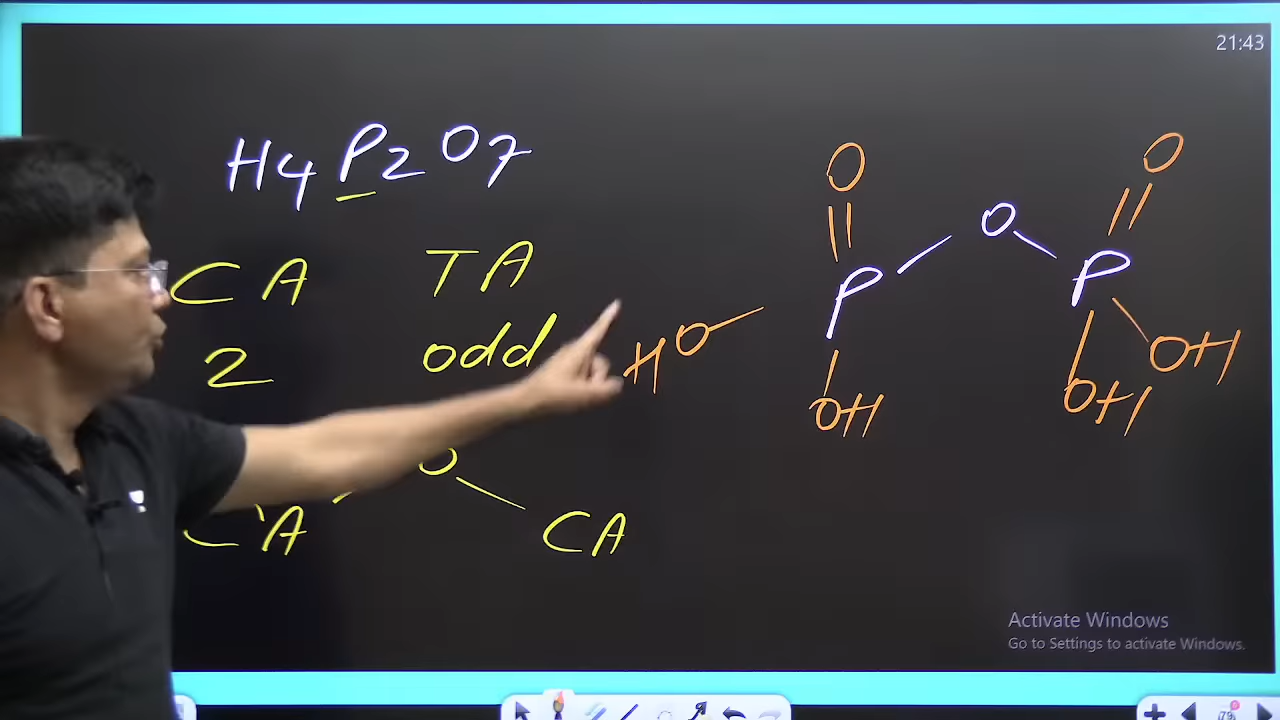 21:43
H4P2O7
CA TA
2 odd
O
CA CA
O O
O
P P
HO OH
OH OH
Activate Windows
Go to Settings to activate Windows.